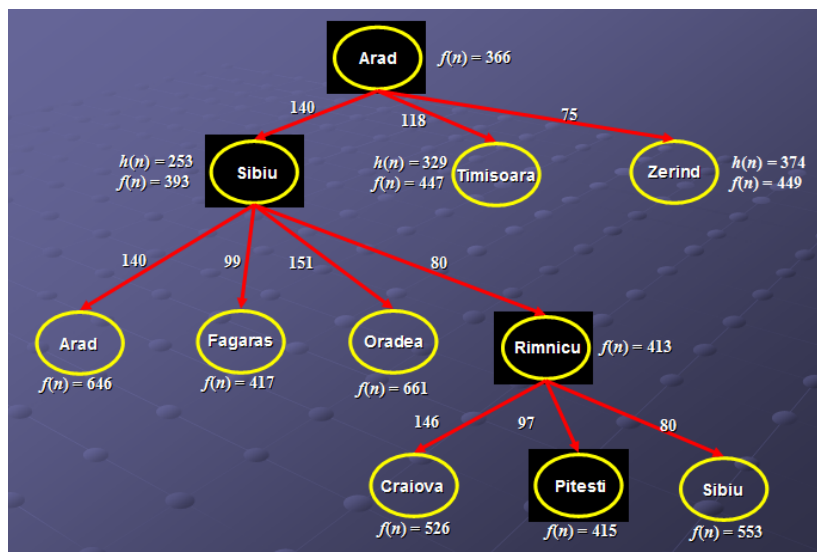 Arad
f(n) = 366
140
118
75
h(n) = 253
f(n) = 393
Sibiu
h(n) = 329
f(n) = 447
Timisoara
Zerind
h(n) = 374
f(n) = 449
140
99
151
80
Arad
Fagaras
Oradea
Rimnicu
f(n) = 413
f(n) = 646
f(n) = 417
f(n) = 661
146
97
80
Craiova
Pitesti
Sibiu
f(n) = 526
f(n) = 415
f(n) = 553